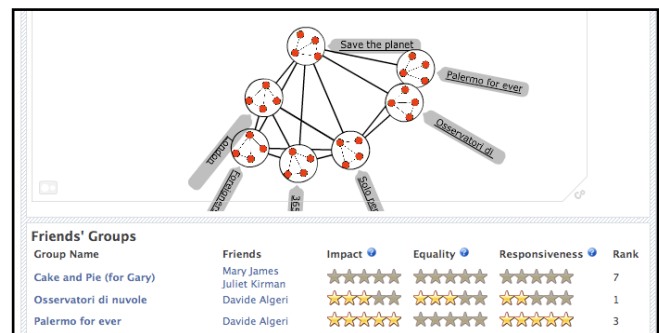 Save the planet
Palermo for ever
Osservatori di
London
365
Friends' Groups
Group Name Friends Impact ? Equality ? Responsiveness ? Rank
Cake and Pie (for Gary) Mary James 7
Juliet Kirman
Osservatori di nuvole Davide Algeri 1
Palermo for ever Davide Algeri 3